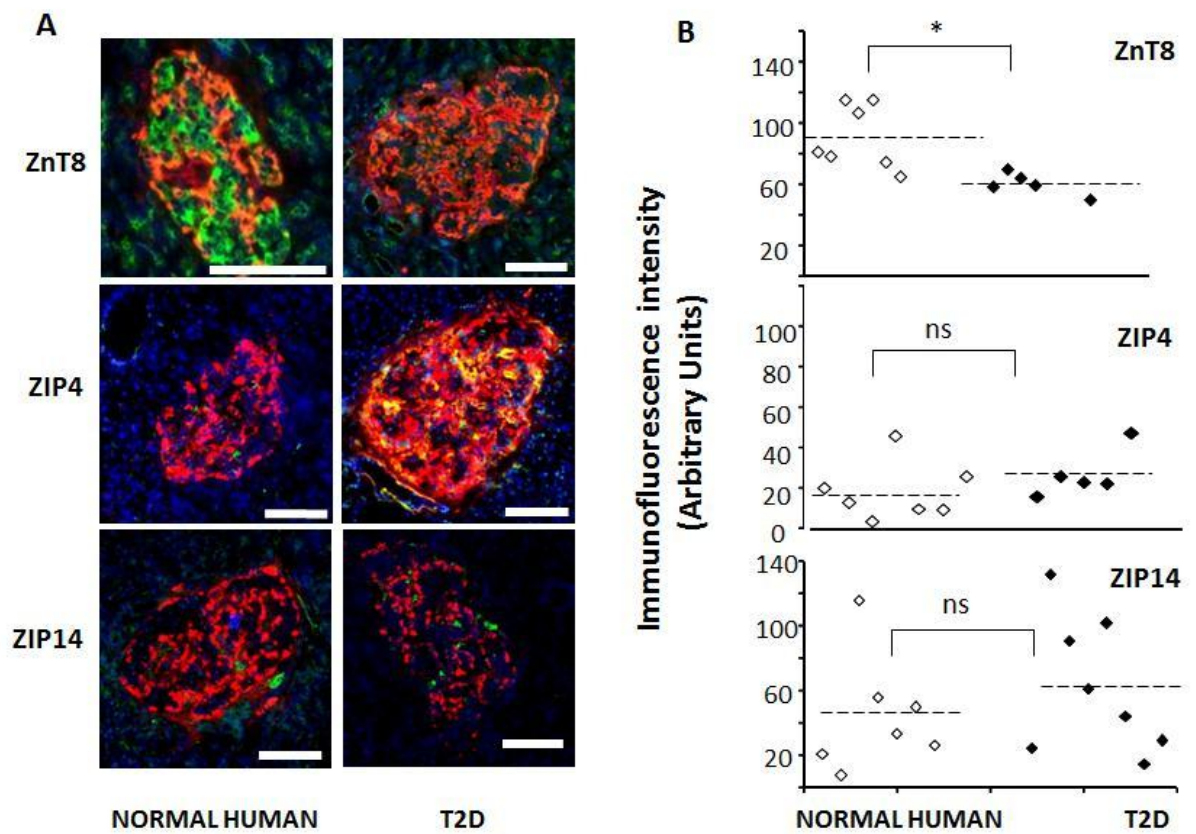 A
B
ZnT8
ZIP4
ZIP14
NORMAL HUMAN
T2D
Immunofluorescence intensity
(Arbitrary Units)
ZnT8
*
140
100
60
20
ZIP4
ns
100
80
60
40
20
0
ZIP14
ns
140
100
60
20
NORMAL HUMAN
T2D